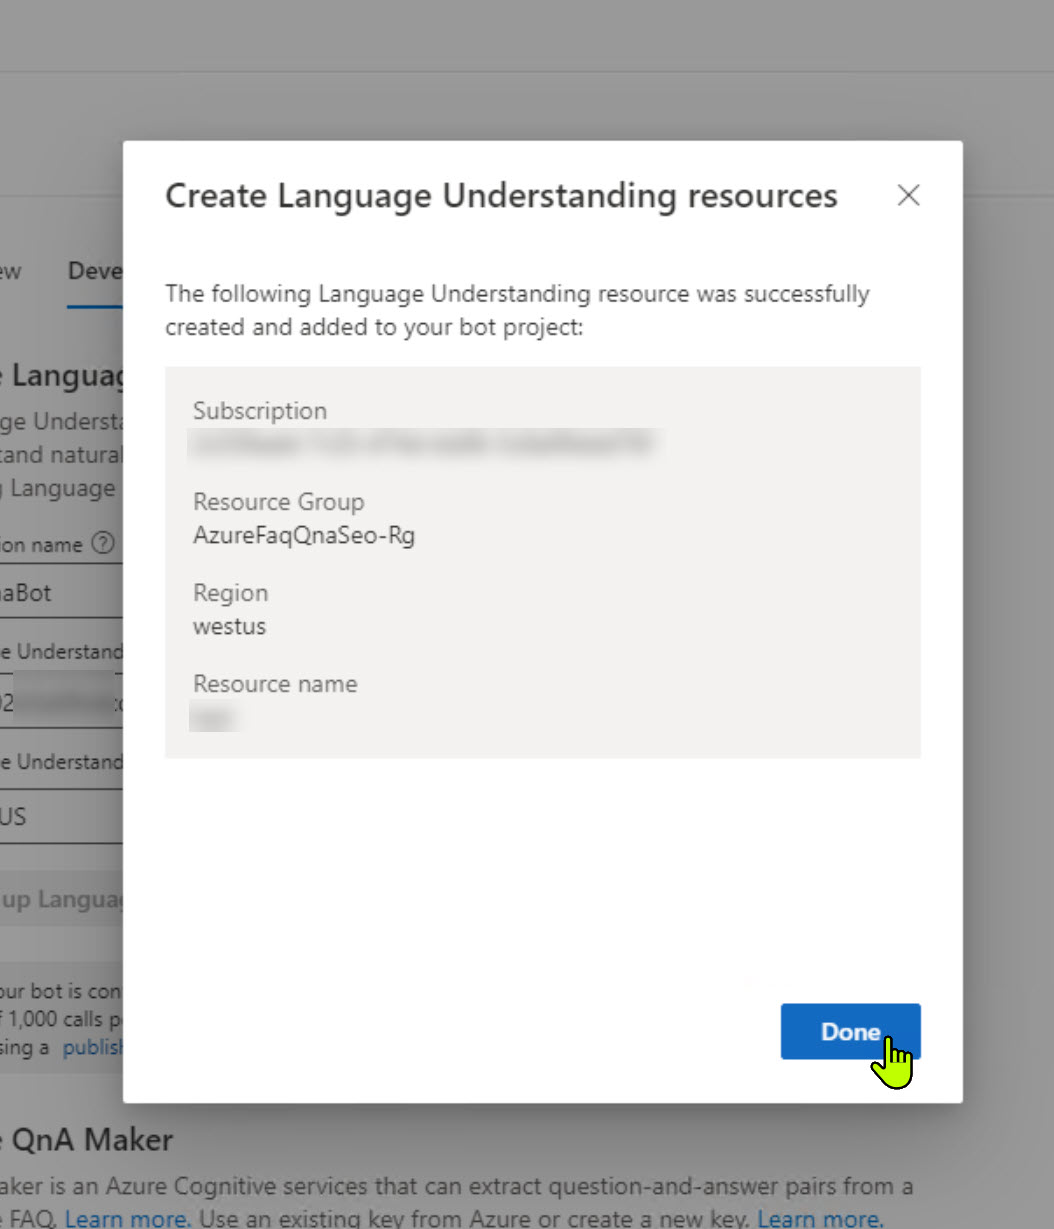 Create Language Understanding resources
ew Deve
The following Language Understanding resource was successfully
created and added to your bot project:
e Languag
ge Understa
tand natural
g Language
ion name ?
naBot
e Understand
02
e Understand
US
up Languag
our bot is con
f 1,000 calls p
sing a publish
Subscription
Resource Group
AzureFaqQnaSeo-Rg
Region
westus
Resource name
Done
e QnA Maker
aker is an Azure Cognitive services that can extract question-and-answer pairs from a
e FAQ. Learn more. Use an existing key from Azure or create a new key. Learn more.